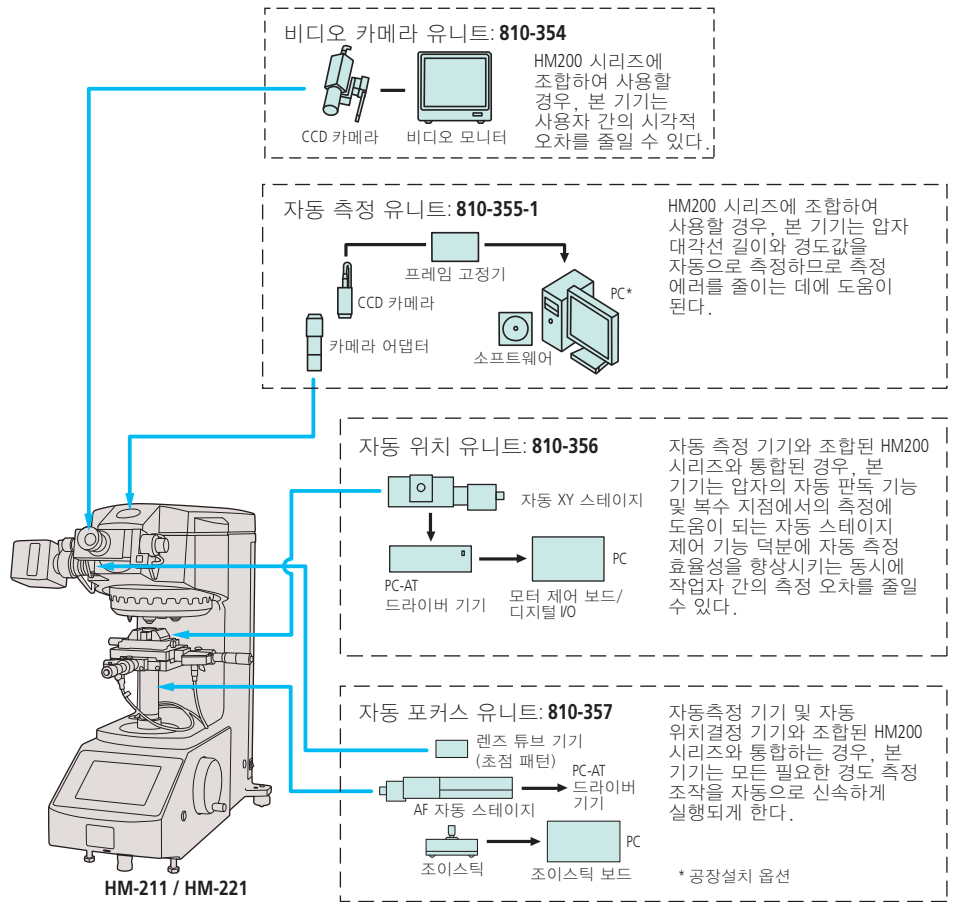 비디오 카메라 유니트: 810-354
CCD 카메라
비디오 모니터
HM200 시리즈에
조합하여 사용할
경우, 본 기기는
사용자 간의 시각적
오차를 줄일 수 있다.
자동 측정 유니트: 810-355-1
프레임 고정기
CCD 카메라
카메라 어댑터
PC*
소프트웨어
HM200 시리즈에 조합하여
사용할 경우, 본 기기는 압자
대각선 길이와 경도값을
자동으로 측정하므로 측정
에러를 줄이는 데에 도움이
된다.
자동 위치 유니트: 810-356
자동 XY 스테이지
PC-AT
드라이버 기기
PC
모터 제어 보드/
디지털 I/O
자동 측정 기기와 조합된 HM200
시리즈와 통합된 경우, 본
기기는 압자의 자동 판독 기능
및 복수 지점에서의 측정에
도움이 되는 자동 스테이지
제어 기능 덕분에 자동 측정
효율성을 향상시키는 동시에
작업자 간의 측정 오차를 줄일
수 있다.
자동 포커스 유니트: 810-357
렌즈 튜브 기기
(초점 패턴)
AF 자동 스테이지
PC-AT
드라이버
기기
조이스틱
조이스틱 보드
PC
자동측정 기기 및 자동
위치결정 기기와 조합된 HM200
시리즈와 통합하는 경우, 본
기기는 모든 필요한 경도 측정
조작을 자동으로 신속하게
실행되게 한다.
* 공장설치 옵션
HM-211 / HM-221